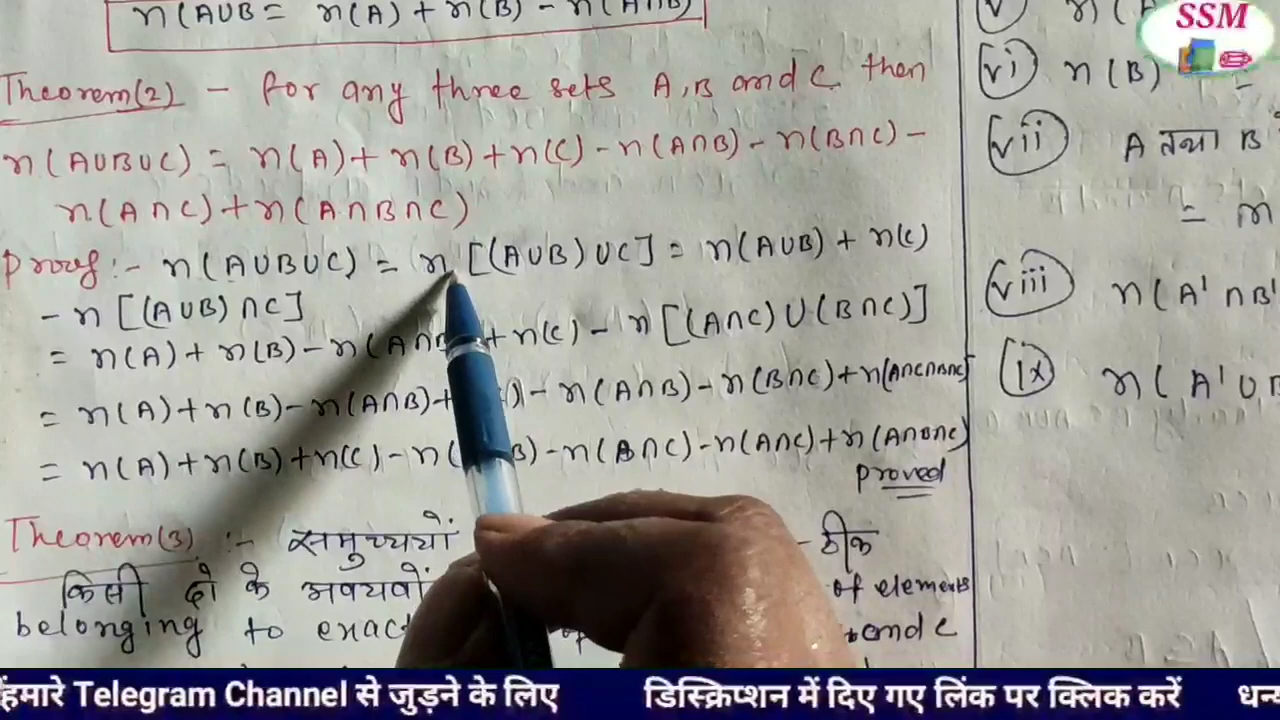 n(AUB = n(A) + n(B) - n(A∩B)
Theorem(2) - for any three sets A,B and C then
n(AUBUC) = n(A) + n(B) + n(C) - n(A∩B) - n(B∩C) -
n(A∩C) + n(A∩B∩C)
Proof :- n(AUBUC) = n [(AUB)UC] = n(AUB) + n(C)
- n [(AUB)∩C]
= n(A) + n(B) - n(A∩ + n(C) - n [(A∩C) U (B∩C)]
= n(A) + n(B) - n(A∩B) + ) - n(A∩B) - n(B∩C) + n(A∩C∩B∩C)
= n(A) + n(B) + n(C) - n( B) - n(B∩C) - n(A∩C) + n(A∩B∩C)
proved
Theorem(3) :- समुच्चयों - ठीक
किसी दो के अवयवों of elements
belonging to exact and C
(v) n(
(vi) n(B) =
(vii) A तथा B
=
(viii) n(A' ∩ B'
(ix) n( A' U B
SSM
हमारे Telegram Channel से जुड़ने के लिए डिस्क्रिप्शन में दिए गए लिंक पर क्लिक करें